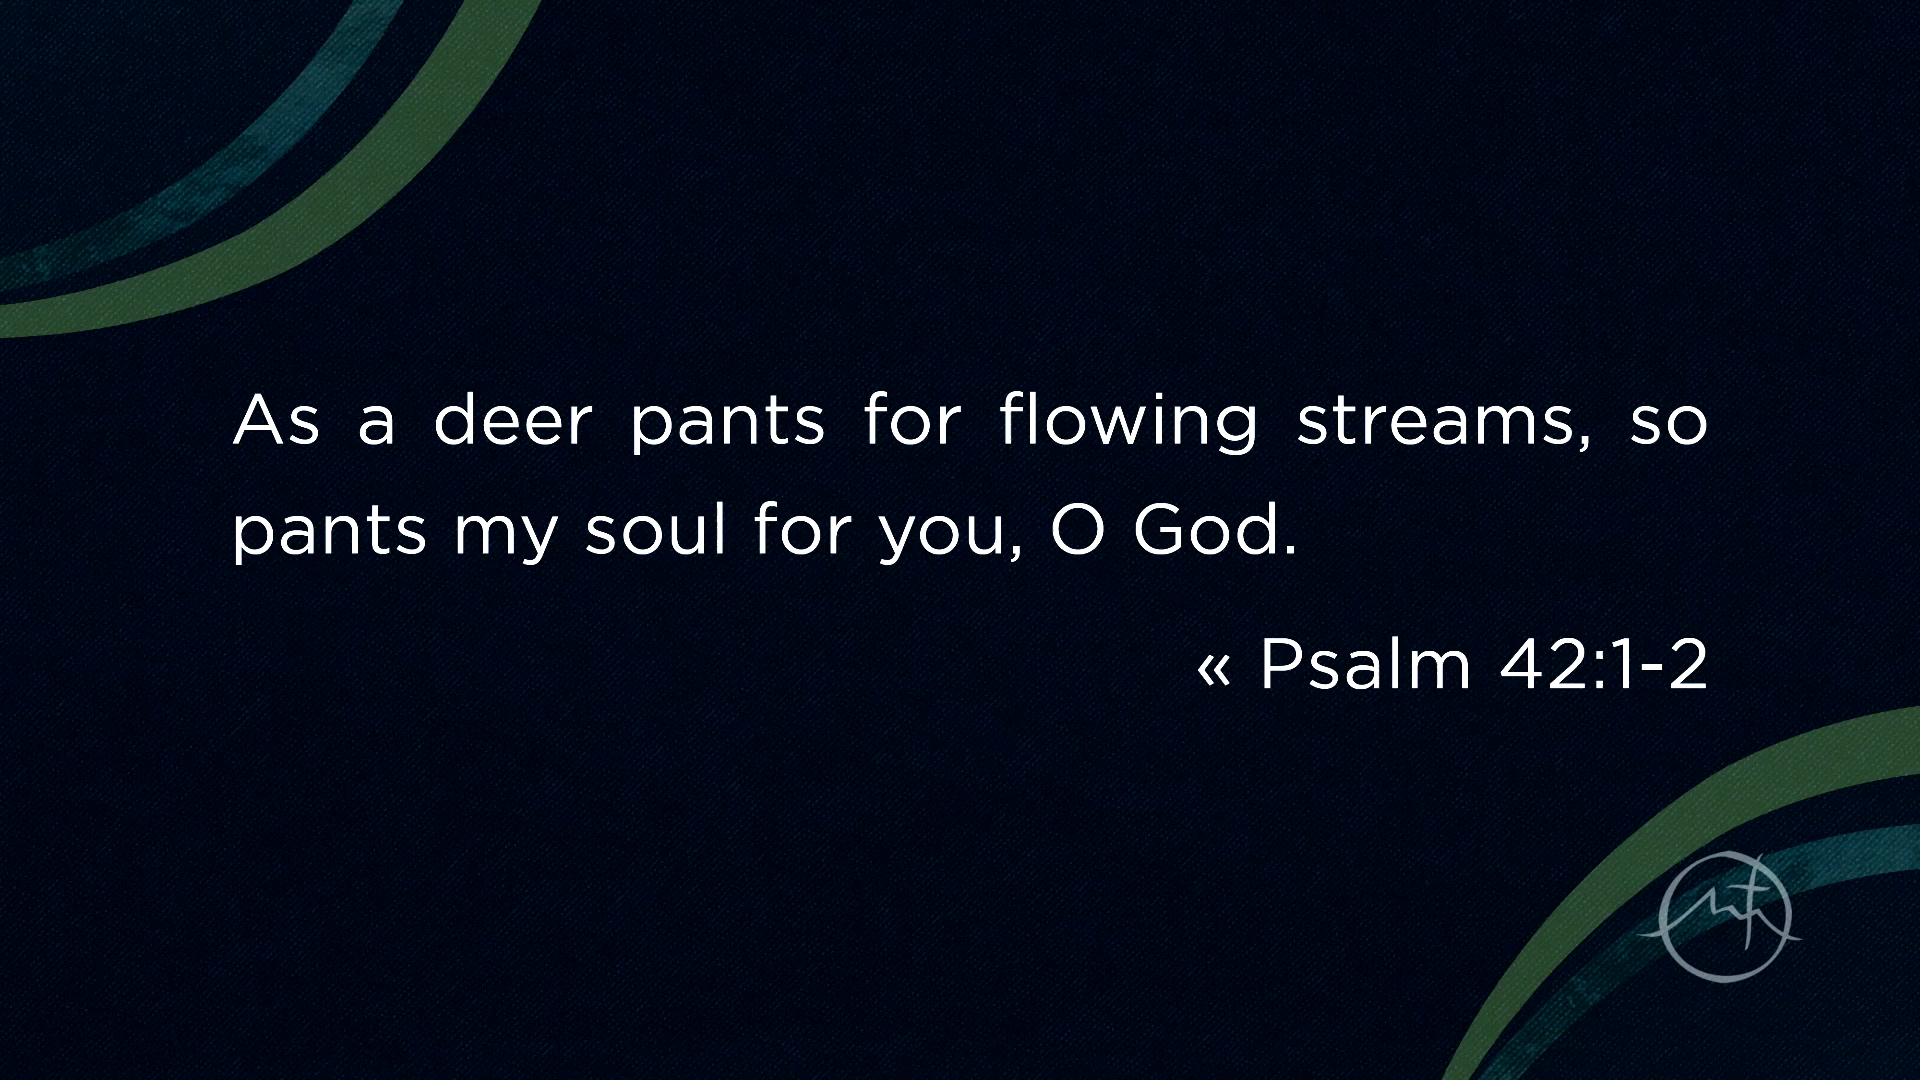 As a deer pants for flowing streams, so
pants my soul for you, O God.
« Psalm 42:1-2